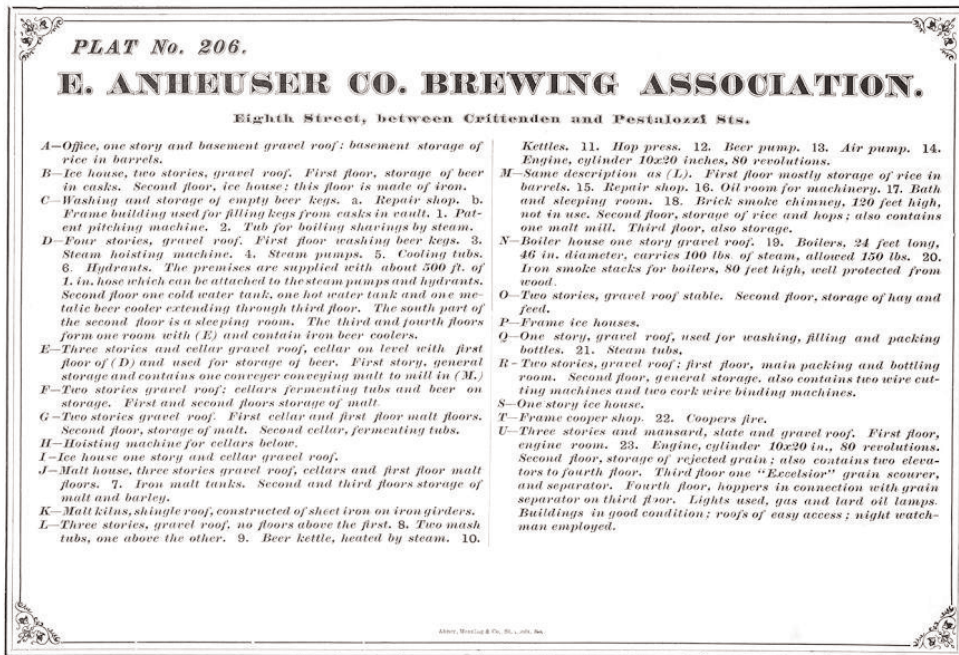 PLAT No. 206.
E. ANHEUSER CO. BREWING ASSOCIATION.
Eighth Street, between Crittenden and Pestalozzi Sts.
A—Office, one story and basement gravel roof: basement storage of
rice in barrels.
B—Ice house, two stories, gravel roof. First floor, storage of beer
in casks. Second floor, ice house; this floor is made of iron.
C—Washing and storage of empty beer kegs. a. Repair shop. b.
Frame building used for filling kegs from casks in vault. 1. Pat-
ent pitching machine. 2. Tub for boiling shavings by steam.
D—Four stories, gravel roof. First floor washing beer kegs. 3.
Steam hoisting machine. 4. Steam pumps. 5. Cooling tubs.
6. Hydrants. The premises are supplied with about 500 ft. of
1. in. hose which can be attached to the steam pumps and hydrants.
Second floor one cold water tank, one hot water tank and one me-
talic beer cooler extending through third floor. The south part of
the second floor is a sleeping room. The third and fourth floors
form one room with (E) and contain iron beer coolers.
E—Three stories and cellar gravel roof, cellar on level with first
floor of (D) and used for storage of beer. First story, general
storage and contains one conveyer conveying malt to mill in (M.)
F—Two stories gravel roof; cellars fermenting tubs and beer on
storage. First and second floors storage of malt.
G—Two stories gravel roof. First cellar and first floor malt floors.
Second floor, storage of malt. Second cellar, fermenting tubs.
H—Hoisting machine for cellars below.
I—Ice house one story and cellar gravel roof.
J—Malt house, three stories gravel roof, cellars and first floor malt
floors. 7. Iron malt tanks. Second and third floors storage of
malt and barley.
K—Malt kilns, shingle roof, constructed of sheet iron on iron girders.
L—Three stories, gravel roof, no floors above the first. 8. Two mash
tubs, one above the other. 9. Beer kettle, heated by steam. 10.
Kettles. 11. Hop press. 12. Beer pump. 13. Air pump. 14.
Engine, cylinder 10x20 inches, 80 revolutions.
M—Same description as (L). First floor mostly storage of rice in
barrels. 15. Repair shop. 16. Oil room for machinery. 17. Bath
and sleeping room. 18. Brick smoke chimney, 120 feet high,
not in use. Second floor, storage of rice and hops; also contains
one malt mill. Third floor, also storage.
N—Boiler house one story gravel roof. 19. Boilers, 24 feet long,
46 in. diameter, carries 100 lbs. of steam, allowed 150 lbs. 20.
Iron smoke stacks for boilers, 80 feet high, well protected from
wood.
O—Two stories, gravel roof stable. Second floor, storage of hay and
feed.
P—Frame ice houses.
Q—One story, gravel roof, used for washing, filling and packing
bottles. 21. Steam tubs.
R-Two stories, gravel roof; first floor, main packing and bottling
room. Second floor, general storage, also contains two wire cut-
ting machines and two cork wire binding machines.
S—One story ice house.
T—Frame cooper shop. 22. Coopers fire.
U—Three stories and mansard, slate and gravel roof. First floor,
engine room. 23. Engine, cylinder 10x20 in., 80 revolutions.
Second floor, storage of rejected grain; also contains two eleva-
tors to fourth floor. Third floor one "Excelsior" grain scourer,
and separator. Fourth floor, hoppers in connection with grain
separator on third floor. Lights used, gas and lard oil lamps.
Buildings in good condition; roofs of easy access; night watch-
man employed.